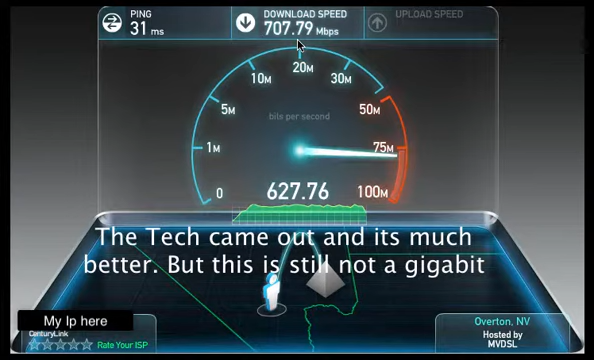 PING
31 ms
DOWNLOAD SPEED
707.79 Mbps
UPLOAD SPEED
0
1M
5M
10M
20M
30M
50M
75M
100M
bits per second
627.76
The Tech came out and its much
better. But this is still not a gigabit
My Ip here
CenturyLink
Rate Your ISP
Overton, NV
Hosted by
MVDSL